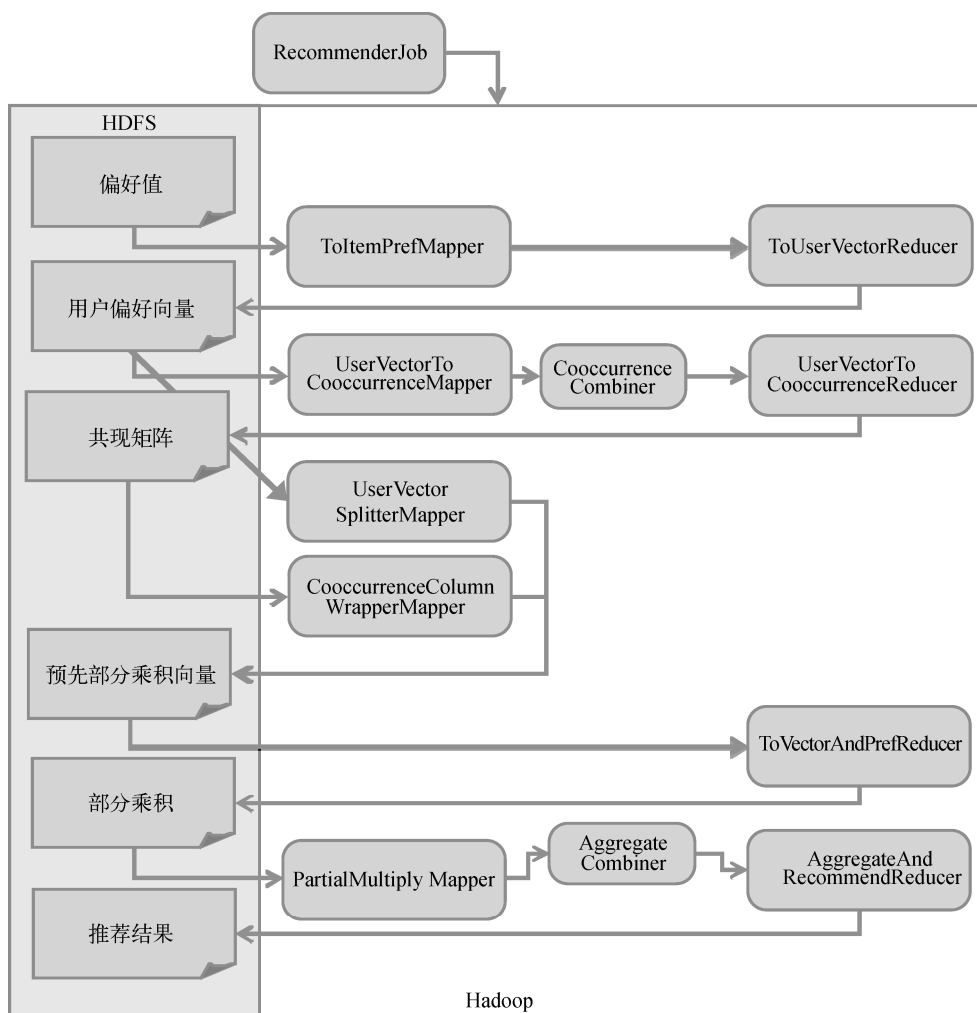 RecommenderJob
HDFS
偏好值
ToItemPrefMapper
ToUserVectorReducer
用户偏好向量
UserVectorTo
CooccurrenceMapper
Cooccurrence
Combiner
UserVectorTo
CooccurrenceReducer
共现矩阵
UserVector
SplitterMapper
CooccurrenceColumn
WrapperMapper
预先部分乘积向量
ToVectorAndPrefReducer
部分乘积
PartialMultiply Mapper
Aggregate
Combiner
AggregateAnd
RecommendReducer
推荐结果
Hadoop